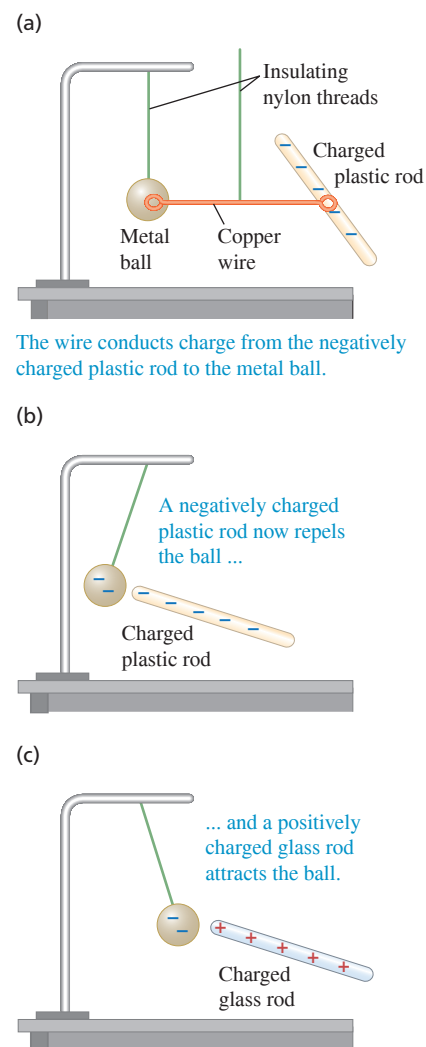 (a)
Insulating
nylon threads
Charged
plastic rod
Metal
ball
Copper
wire
The wire conducts charge from the negatively
charged plastic rod to the metal ball.
(b)
A negatively charged
plastic rod now repels
the ball ...
Charged
plastic rod
(c)
... and a positively
charged glass rod
attracts the ball.
Charged
glass rod